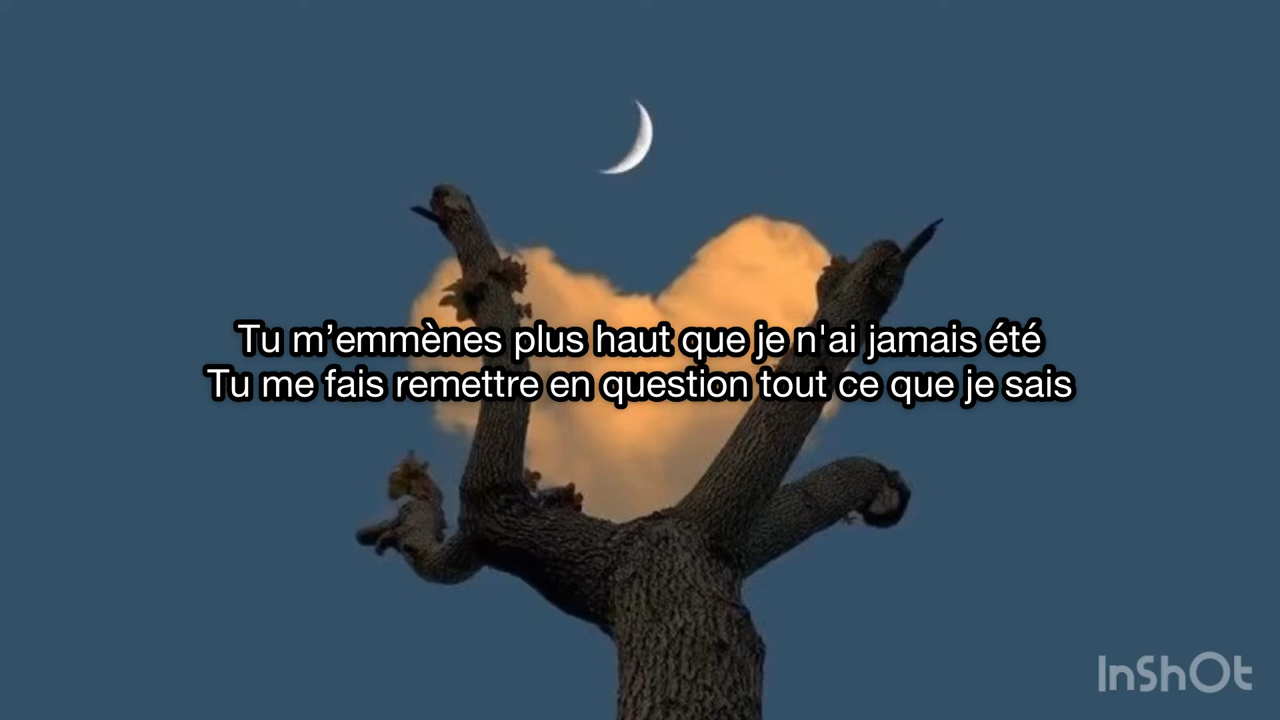 Tu m’emmènes plus haut que je n'ai jamais été
Tu me fais remettre en question tout ce que je sais
InShOt